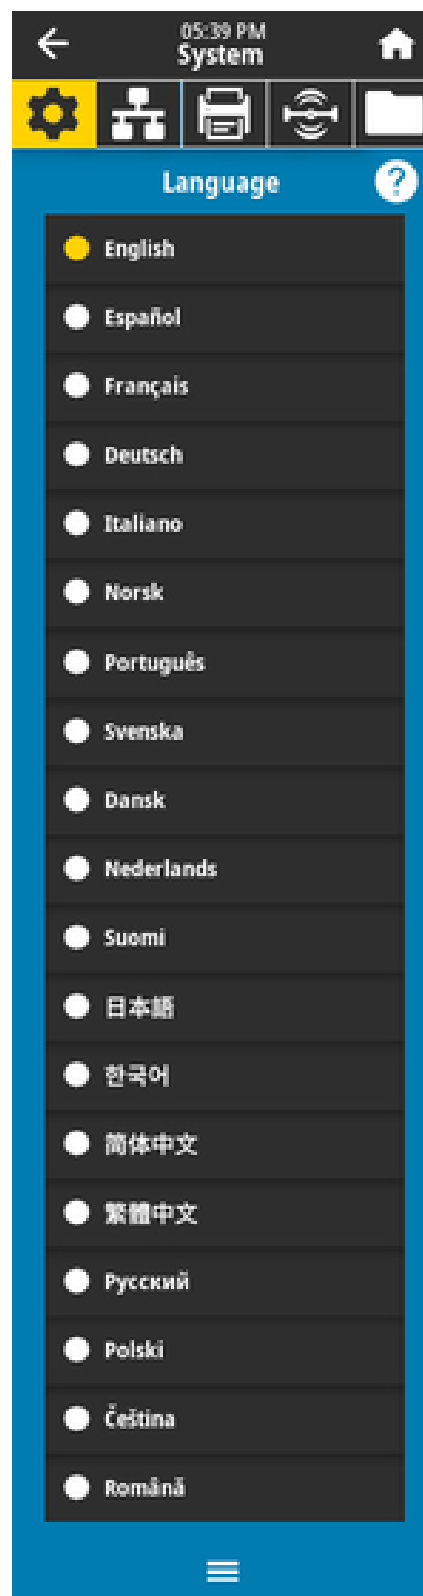 05:39 PM
System
Language
?
English
Español
Français
Deutsch
Italiano
Norsk
Português
Svenska
Dansk
Nederlands
Suomi
日本語
한국어
简体中文
繁體中文
Русский
Polski
Čeština
Română